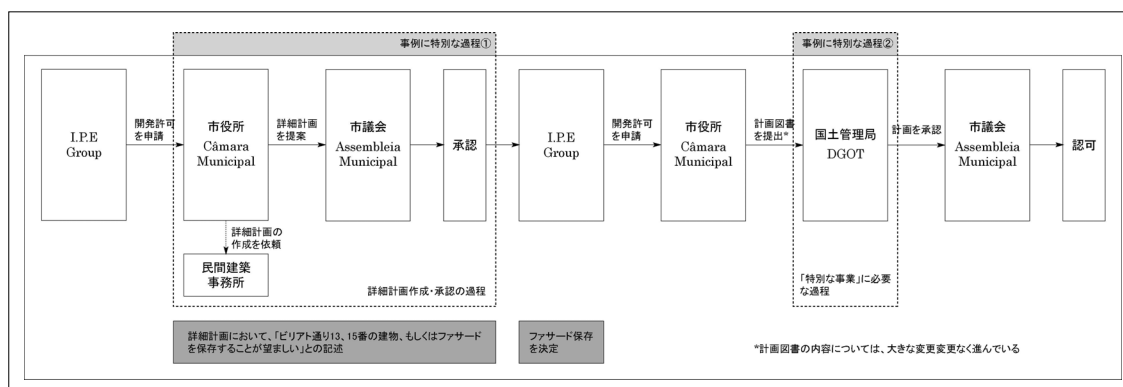 事例に特別な過程①
事例に特別な過程②
I.P.E
Group
開発許可
を申請
市役所
Câmara
Municipal
詳細計画
を提案
市議会
Assembleia
Municipal
承認
I.P.E
Group
開発許可
を申請
市役所
Câmara
Municipal
計画図書
を提出*
国土管理局
DGOT
計画を承認
市議会
Assembleia
Municipal
認可
詳細計画の
作成を依頼
民間建築
事務所
詳細計画作成・承認の過程
「特別な事業」に必要
な過程
詳細計画において、「ビリアト通り13、15番の建物、もしくはファサード
を保存することが望ましい」との記述
ファサード保存
を決定
*計画図書の内容については、大きな変更変更なく進んでいる